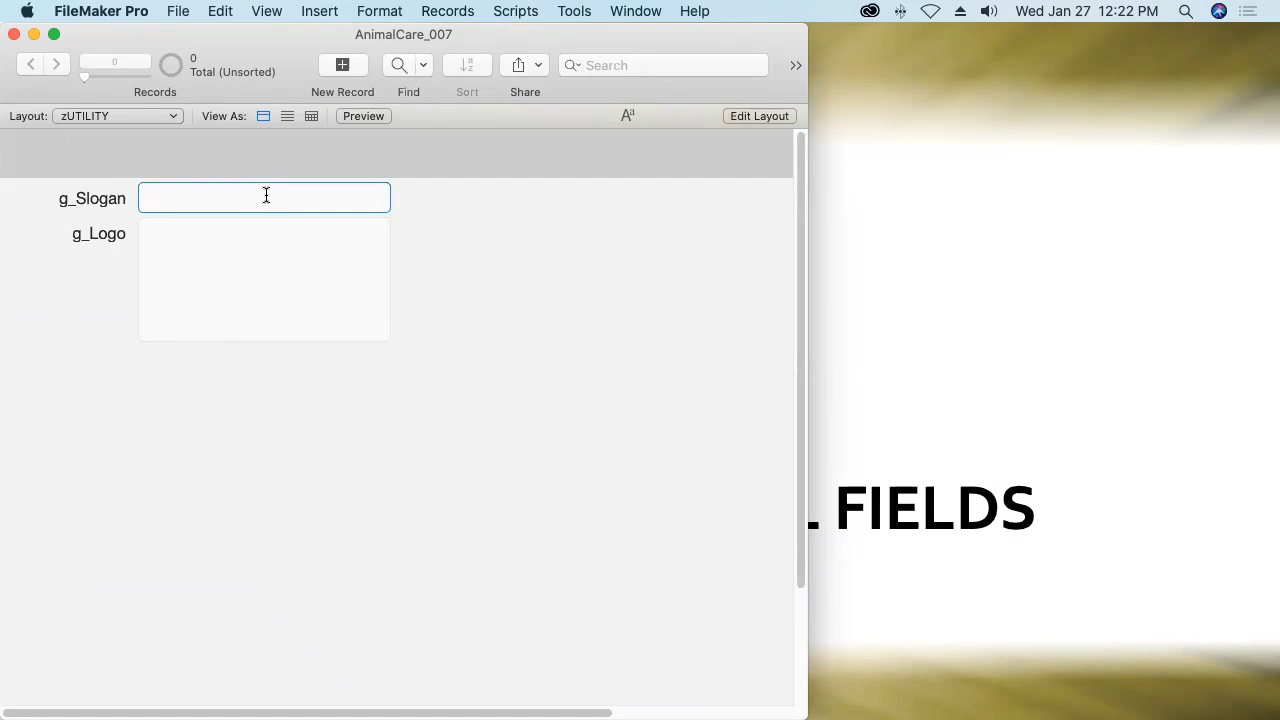 FileMaker Pro File Edit View Insert Format Records Scripts Tools Window Help Wed Jan 27 12:22 PM
AnimalCare_007
0 0 Total (Unsorted)
Records New Record Find Sort Share Search
Layout: zUTILITY View As: Preview Aa Edit Layout
g_Slogan
g_Logo
FIELDS